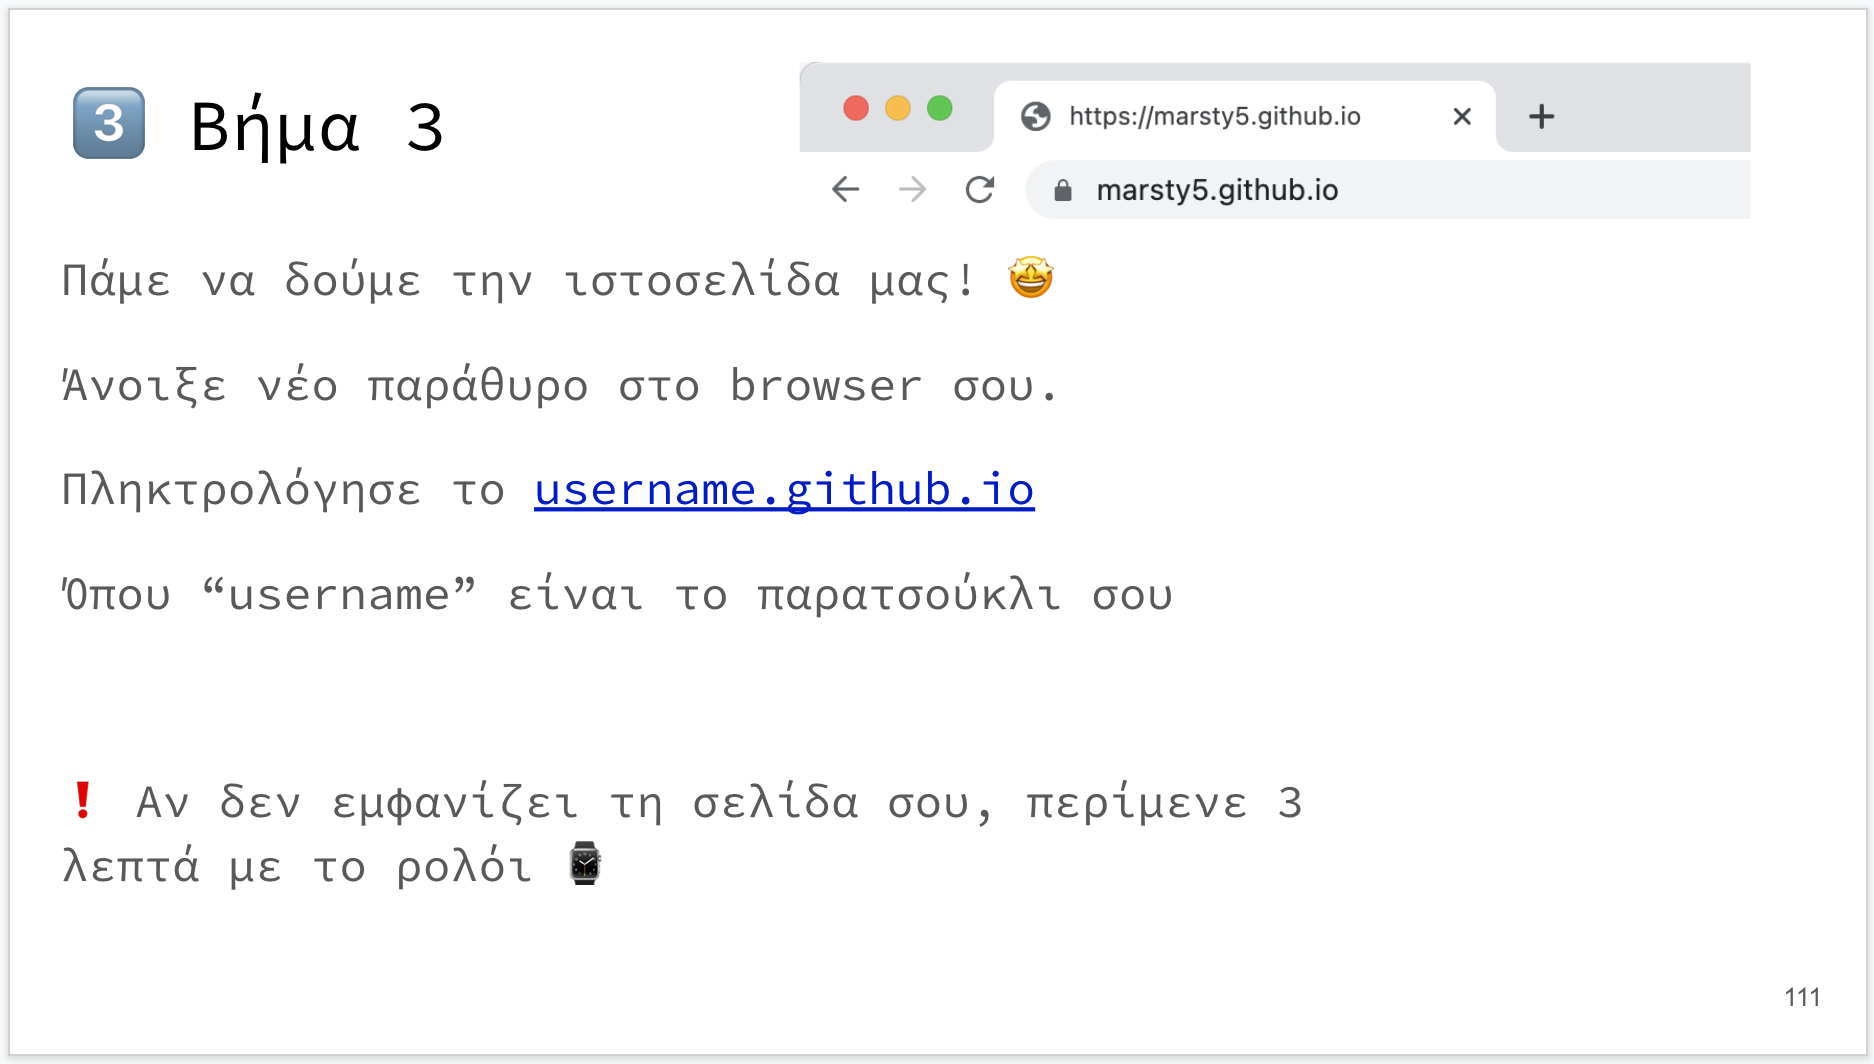 3 Βήμα 3
https://marsty5.github.io
marsty5.github.io
Πάμε να δούμε την ιστοσελίδα μας! 🤩
Άνοιξε νέο παράθυρο στο browser σου.
Πληκτρολόγησε το username.github.io
Όπου “username” είναι το παρατσούκλι σου
❗ Αν δεν εμφανίζει τη σελίδα σου, περίμενε 3
λεπτά με το ρολόι ⌚
111